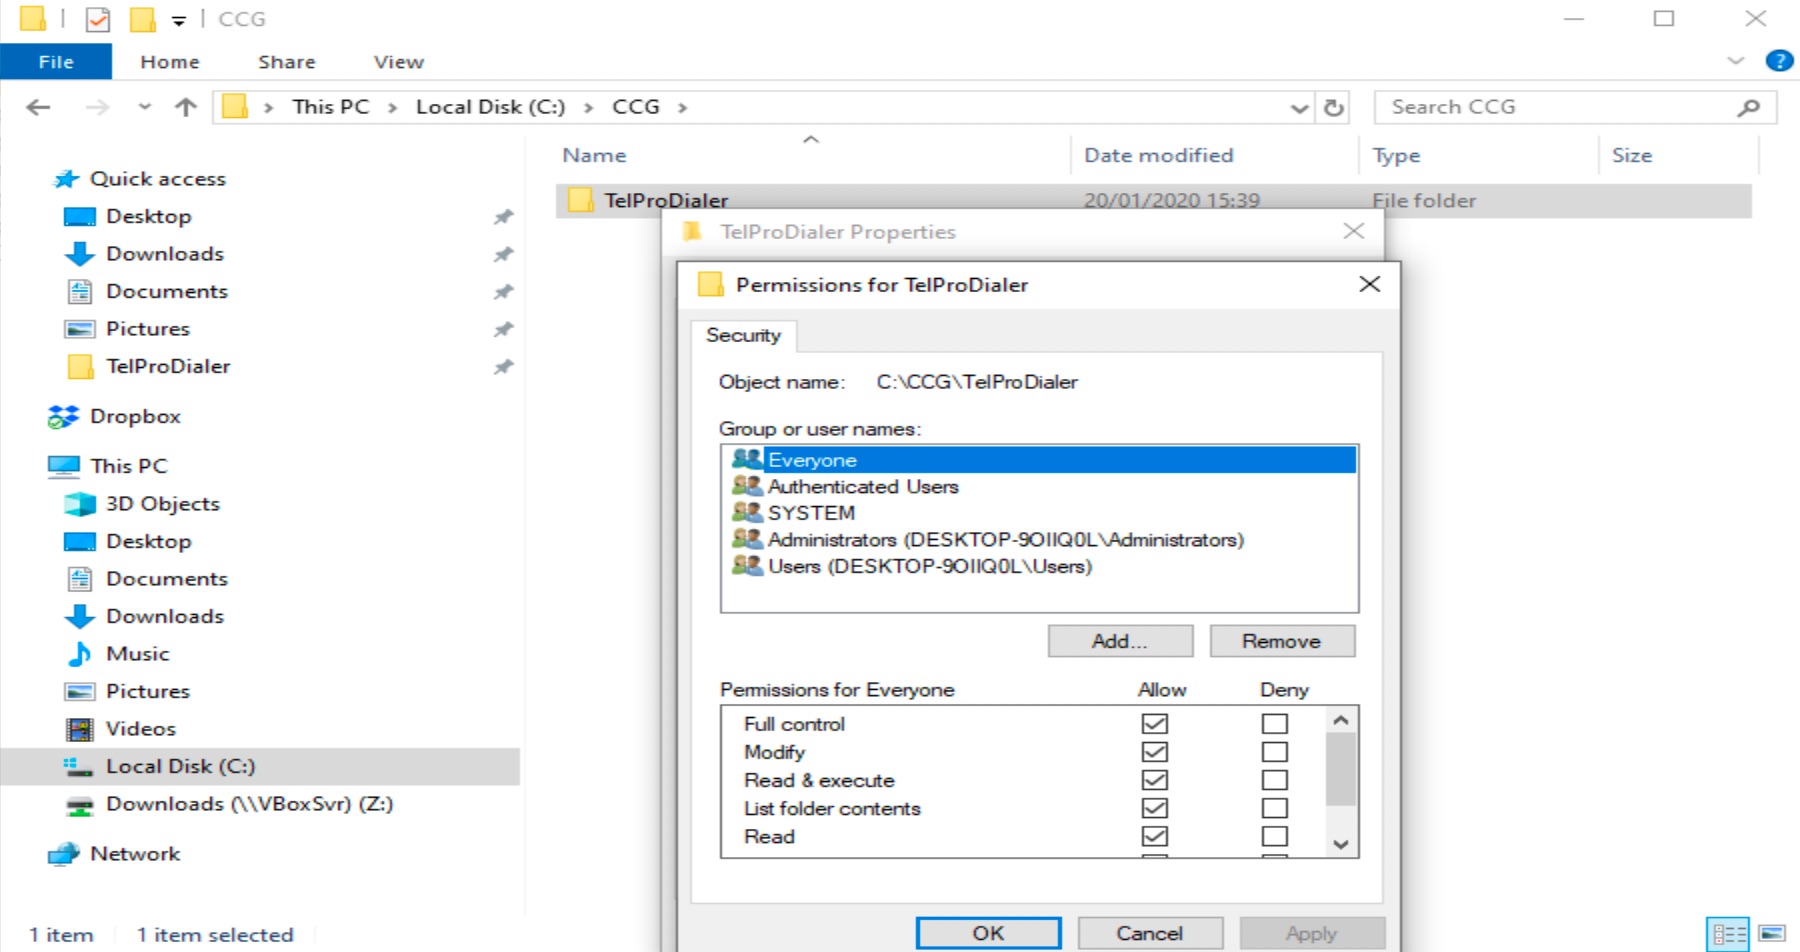 CCG
File Home Share View
This PC Local Disk (C:) CCG Search CCG
Name Date modified Type Size
TelProDialer 20/01/2020 15:39 File folder
Quick access
Desktop
Downloads
Documents
Pictures
TelProDialer
Dropbox
This PC
3D Objects
Desktop
Documents
Downloads
Music
Pictures
Videos
Local Disk (C:)
Downloads (\\VBoxSvr) (Z:)
Network
TelProDialer Properties
Permissions for TelProDialer
Security
Object name: C:\CCG\TelProDialer
Group or user names:
Everyone
Authenticated Users
SYSTEM
Administrators (DESKTOP-9OIIQ0L\Administrators)
Users (DESKTOP-9OIIQ0L\Users)
Add... Remove
Permissions for Everyone Allow Deny
Full control
Modify
Read & execute
List folder contents
Read
OK Cancel Apply
1 item 1 item selected